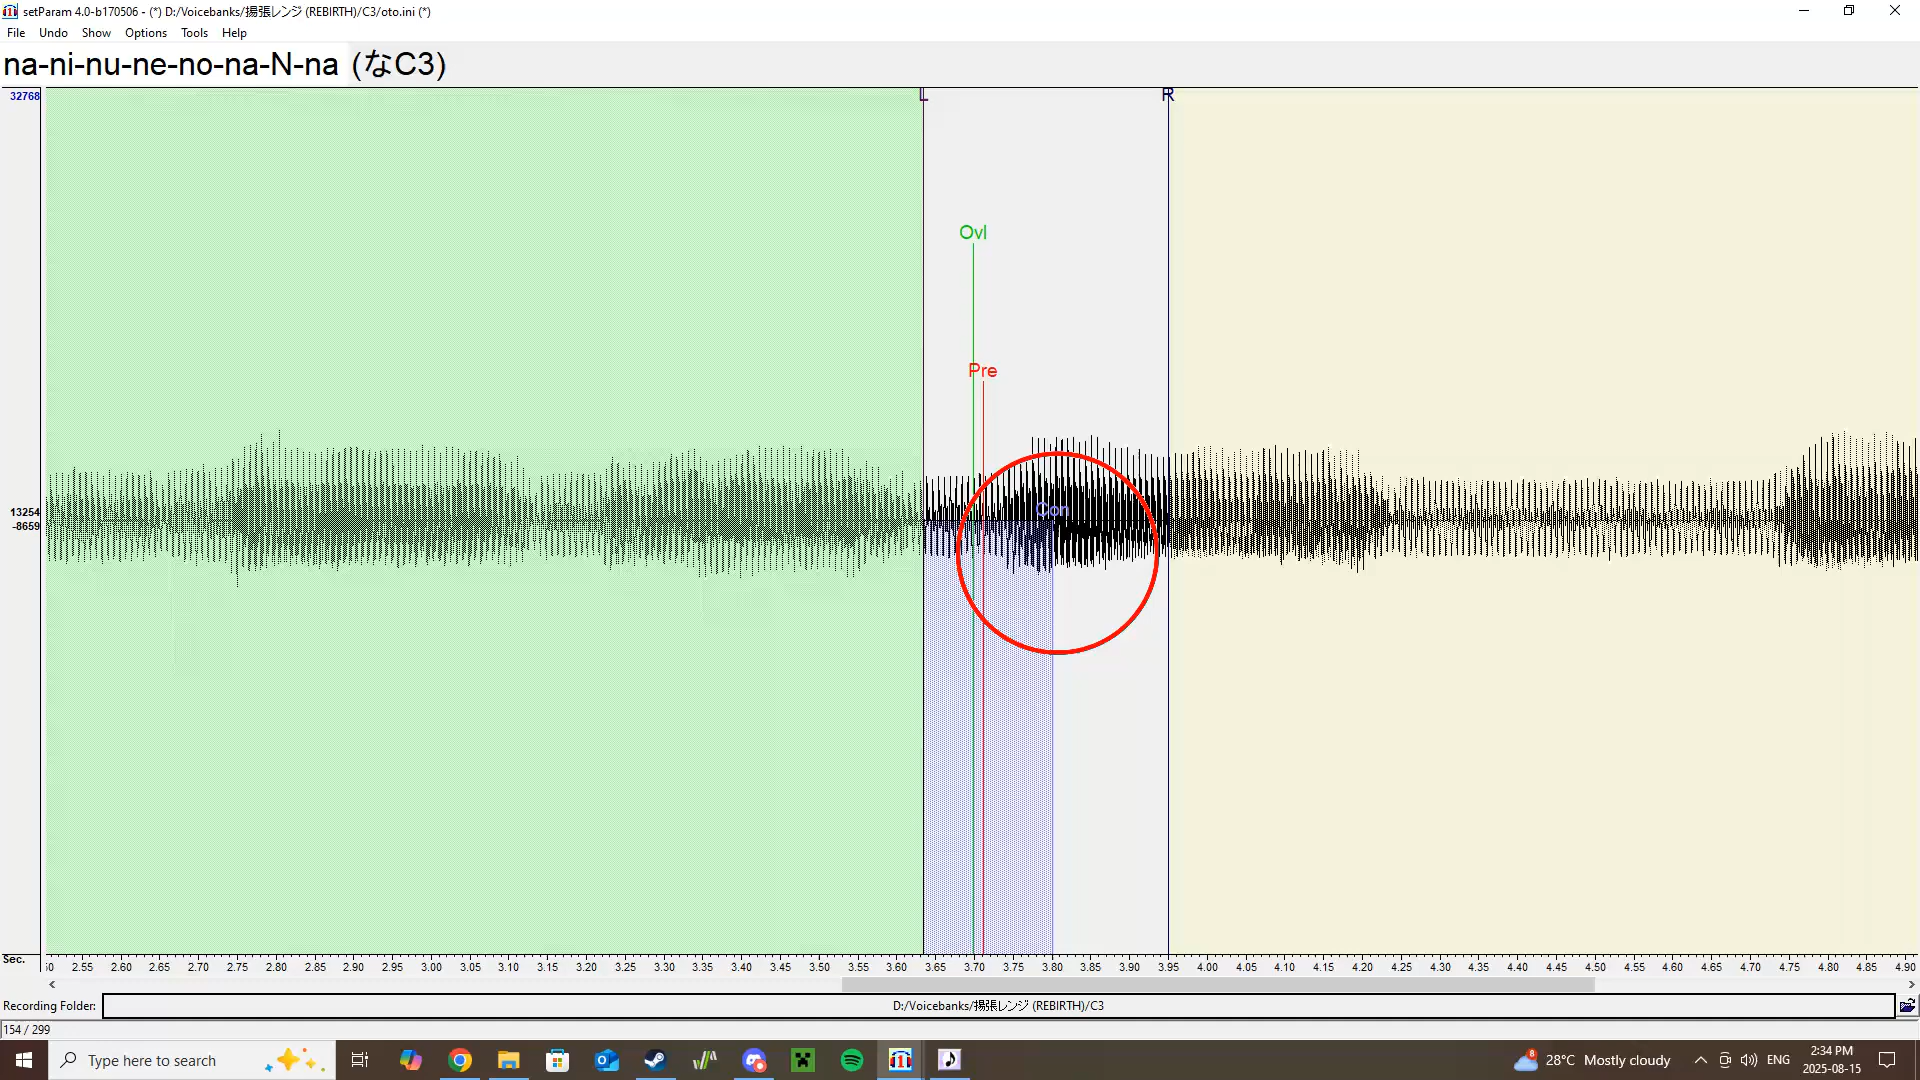 setParam 4.0-b170506 - (*) D:/Voicebanks/揚張レンジ (REBIRTH)/C3/oto.ini (*)
File Undo Show Options Tools Help
na-ni-nu-ne-no-na-N-na (なC3)
32768
L R
Ovl
Pre
Con
13254
-8659
Sec.
50 2.55 2.60 2.65 2.70 2.75 2.80 2.85 2.90 2.95 3.00 3.05 3.10 3.15 3.20 3.25 3.30 3.35 3.40 3.45 3.50 3.55 3.60 3.65 3.70 3.75 3.80 3.85 3.90 3.95 4.00 4.05 4.10 4.15 4.20 4.25 4.30 4.35 4.40 4.45 4.50 4.55 4.60 4.65 4.70 4.75 4.80 4.85 4.90
Recording Folder: D:/Voicebanks/揚張レンジ (REBIRTH)/C3
154 / 299
Type here to search
8 28°C Mostly cloudy ENG 2:34 PM
2025-08-15